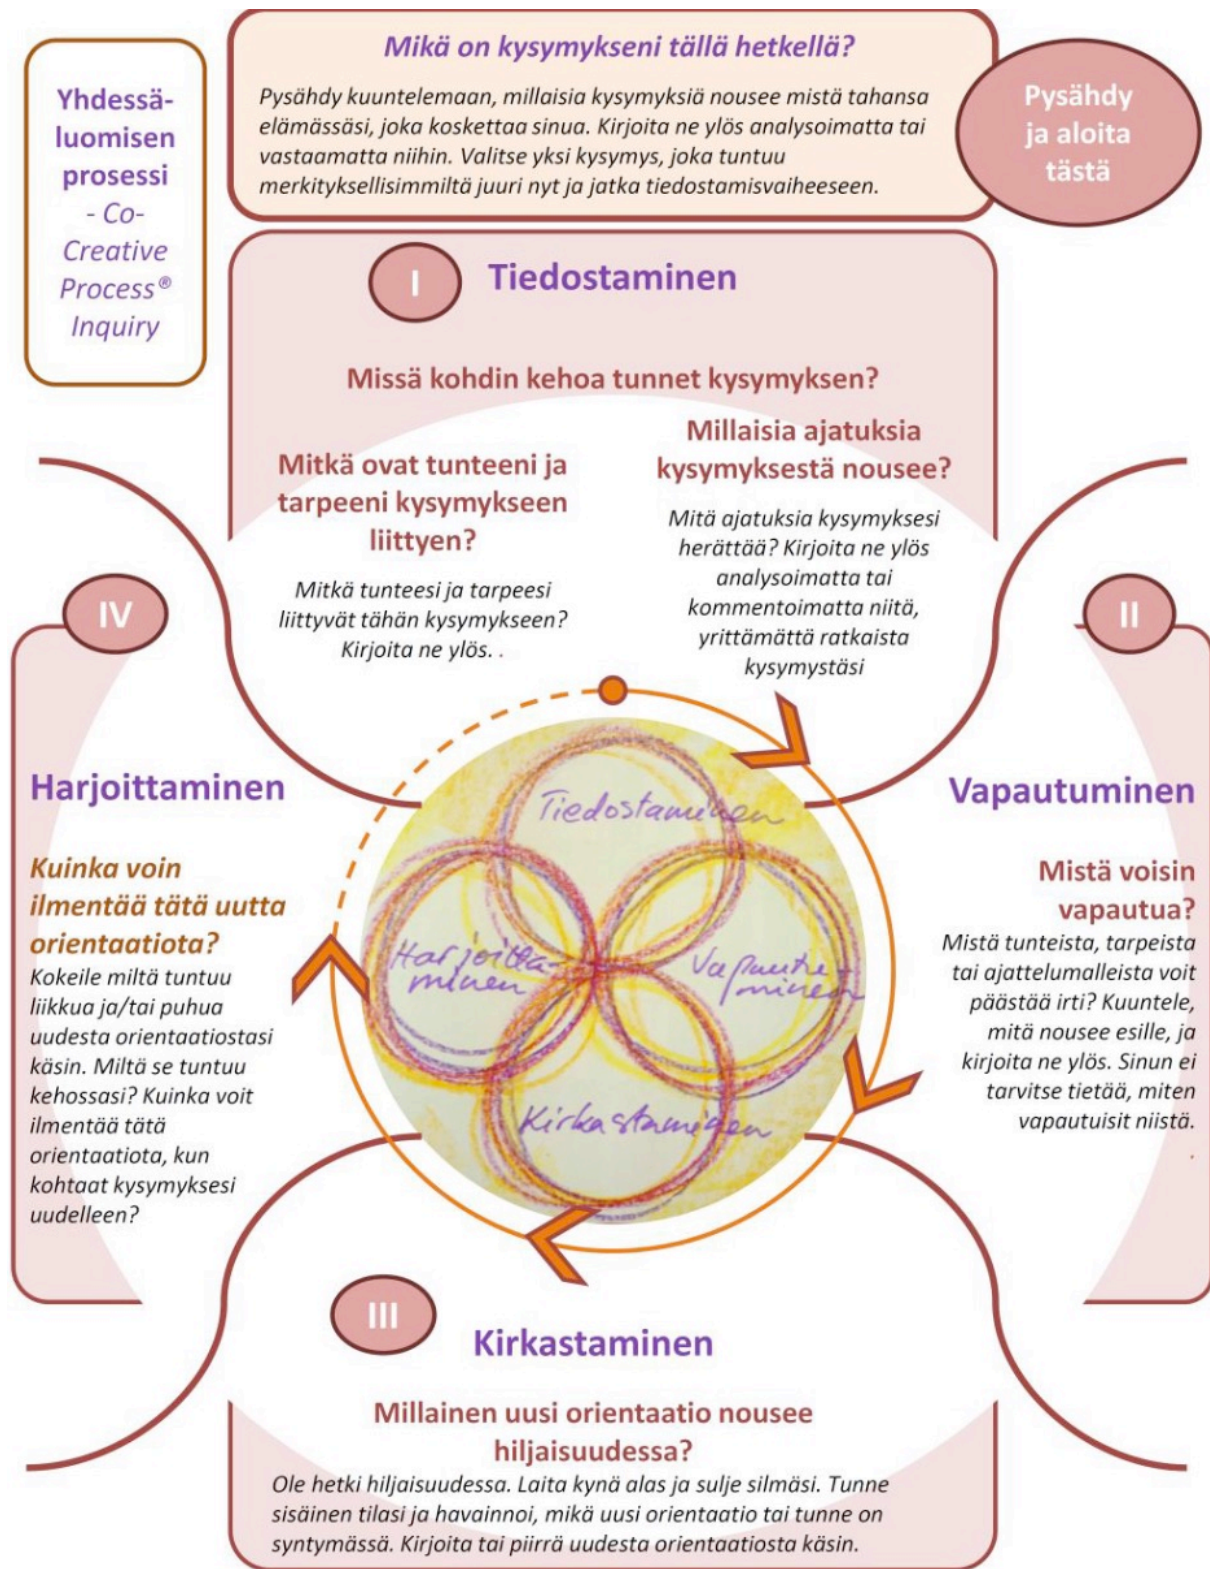 Yhdessä-
luomisen
prosessi
- Co-
Creative
Process®
Inquiry
Mikä on kysymykseni tällä hetkellä?
Pysähdy kuuntelemaan, millaisia kysymyksiä nousee mistä tahansa
elämässäsi, joka koskettaa sinua. Kirjoita ne ylös analysoimatta tai
vastaamatta niihin. Valitse yksi kysymys, joka tuntuu
merkityksellisimmiltä juuri nyt ja jatka tiedostamisvaiheeseen.
Pysähdy
ja aloita
tästä
I
Tiedostaminen
Missä kohdin kehoa tunnet kysymyksen?
Mitkä ovat tunteeni ja
tarpeeni kysymykseen
liittyen?
Mitkä tunteesi ja tarpeesi
liittyvät tähän kysymykseen?
Kirjoita ne ylös. .
Millaisia ajatuksia
kysymyksestä nousee?
Mitä ajatuksia kysymyksesi
herättää? Kirjoita ne ylös
analysoimatta tai
kommentoimatta niitä,
yrittämättä ratkaista
kysymystäsi
II
Vapautuminen
Mistä voisin
vapautua?
Mistä tunteista, tarpeista
tai ajattelumalleista voit
päästää irti? Kuuntele,
mitä nousee esille, ja
kirjoita ne ylös. Sinun ei
tarvitse tietää, miten
vapautuisit niistä.
.
Tiedostaminen
Harjoitta-
minen
Vapautu-
minen
Kirkastaminen
III
Kirkastaminen
Millainen uusi orientaatio nousee
hiljaisuudessa?
Ole hetki hiljaisuudessa. Laita kynä alas ja sulje silmäsi. Tunne
sisäinen tilasi ja havainnoi, mikä uusi orientaatio tai tunne on
syntymässä. Kirjoita tai piirrä uudesta orientaatiosta käsin.
IV
Harjoittaminen
Kuinka voin
ilmentää tätä uutta
orientaatiota?
Kokeile miltä tuntuu
liikkua ja/tai puhua
uudesta orientaatiostasi
käsin. Miltä se tuntuu
kehossasi? Kuinka voit
ilmentää tätä
orientaatiota, kun
kohtaat kysymyksesi
uudelleen?